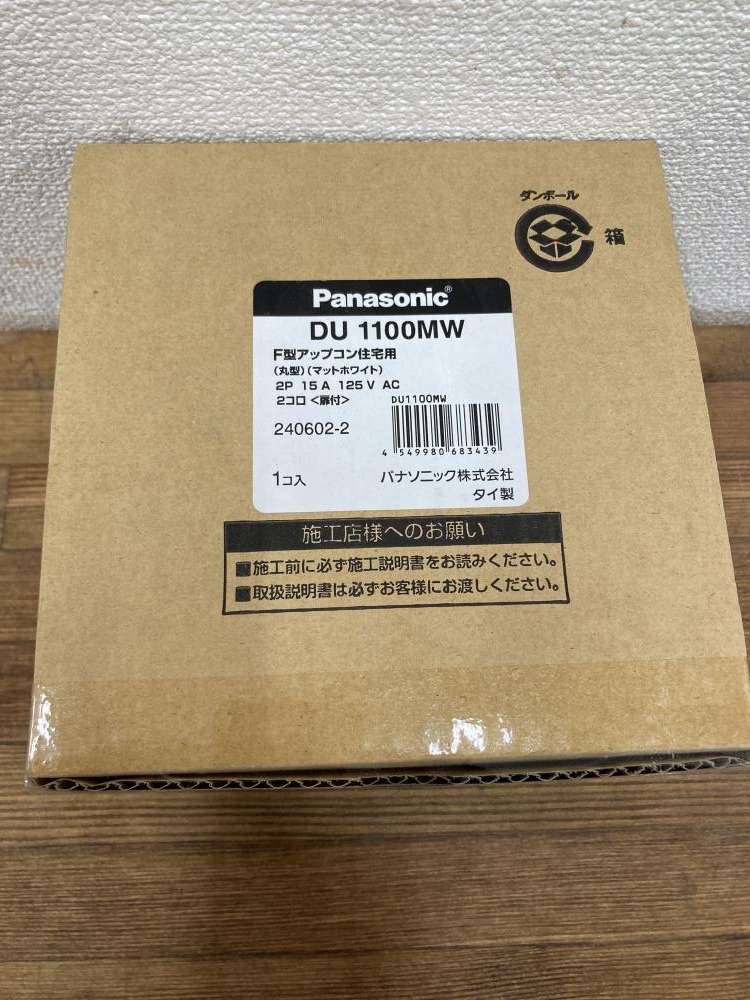 ダンボール
箱
Panasonic®
DU 1100MW
F型アップコン住宅用
(丸型)(マットホワイト)
2P 15A 125V AC
2コロ<扉付>
DU1100MW
240602-2
4 549980 683439
1コ入
パナソニック株式会社
タイ製
施工店様へのお願い
■施工前に必ず施工説明書をお読みください。
■取扱説明書は必ずお客様にお渡しください。